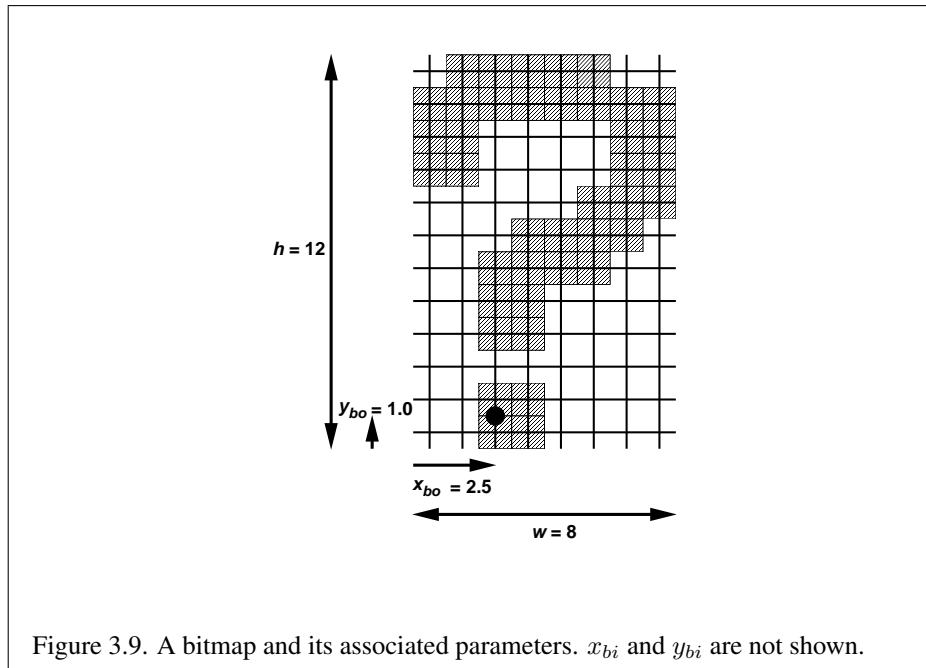 h = 12
y_bo = 1.0
x_bo = 2.5
w = 8
Figure 3.9. A bitmap and its associated parameters. x_bi and y_bi are not shown.